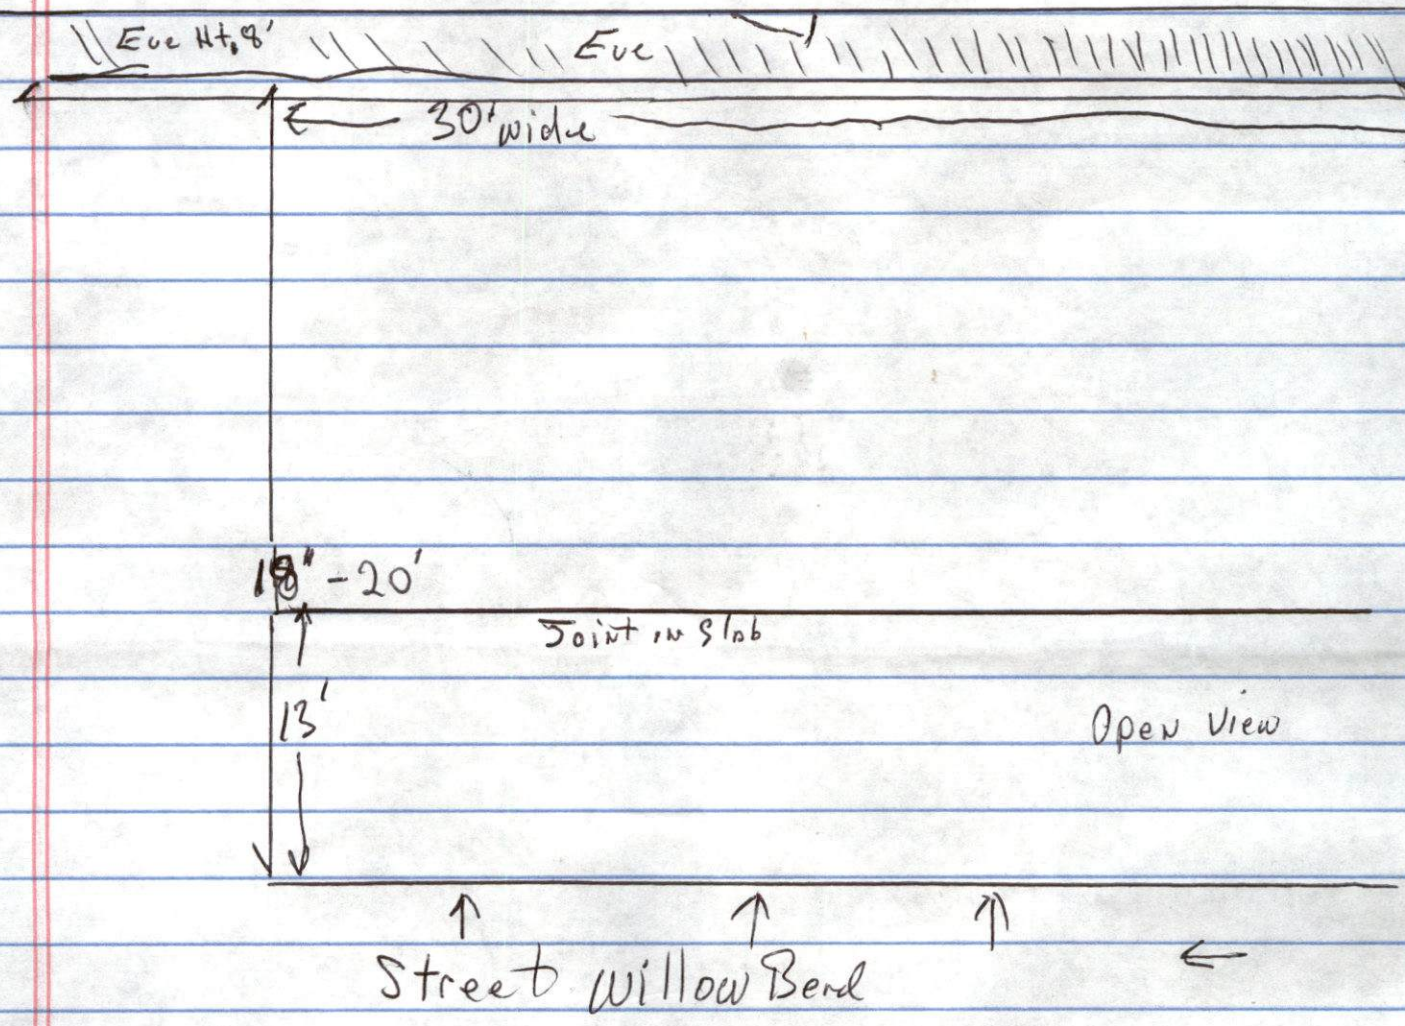 Eve Ht. 8'
Eve
30' wide
18" - 20'
Joint in Slab
13'
Open View
Street Willow Bend